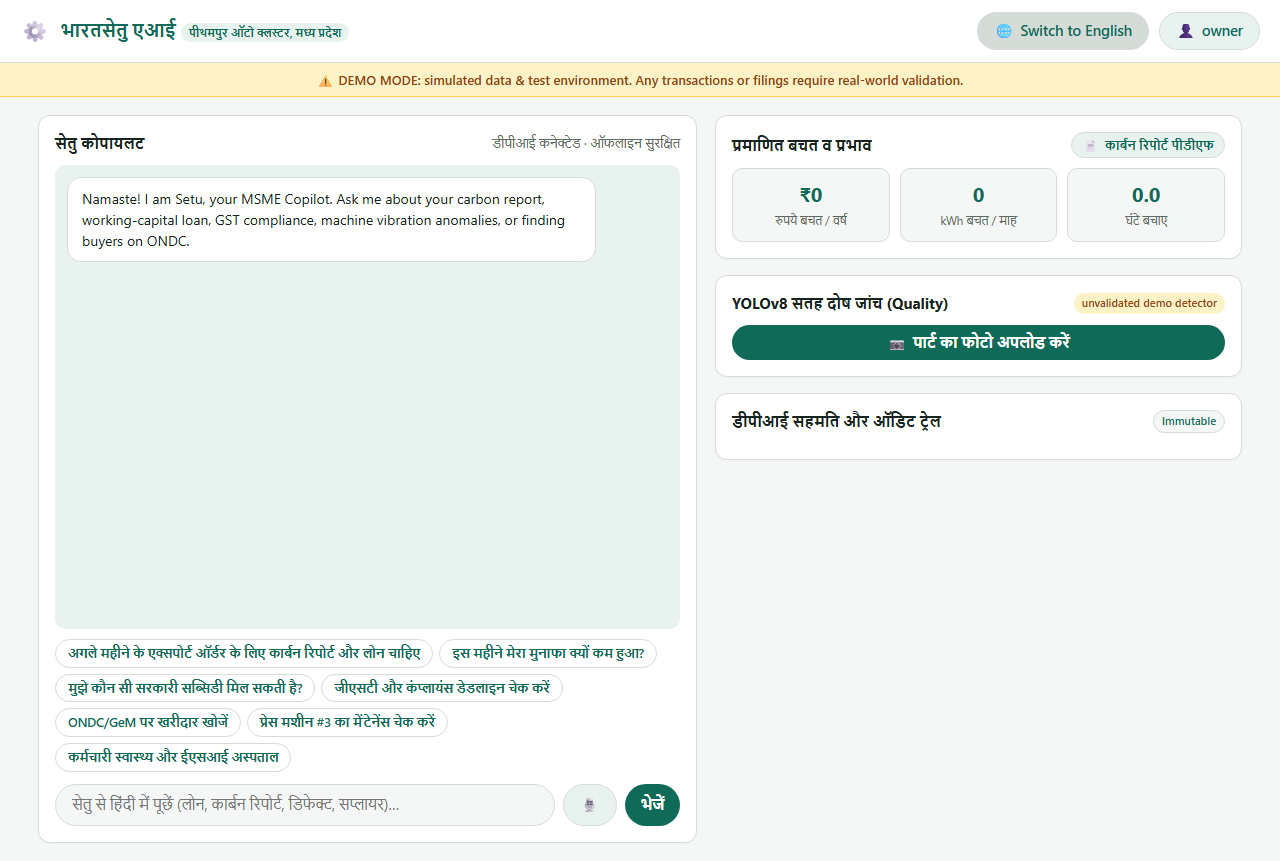 भारतसेतु एआई
पीथमपुर ऑटो क्लस्टर, मध्य प्रदेश
Switch to English
owner
DEMO MODE: simulated data & test environment. Any transactions or filings require real-world validation.
सेतु कोपायलट
डीपीआई कनेक्टेड · ऑफलाइन सुरक्षित
Namaste! I am Setu, your MSME Copilot. Ask me about your carbon report,
working-capital loan, GST compliance, machine vibration anomalies, or finding
buyers on ONDC.
अगले महीने के एक्सपोर्ट ऑर्डर के लिए कार्बन रिपोर्ट और लोन चाहिए
इस महीने मेरा मुनाफा क्यों कम हुआ?
मुझे कौन सी सरकारी सब्सिडी मिल सकती है?
जीएसटी और कंप्लायंस डेडलाइन चेक करें
ONDC/GeM पर खरीदार खोजें
प्रेस मशीन #3 का मेंटेनेंस चेक करें
कर्मचारी स्वास्थ्य और ईएसआई अस्पताल
सेतु से हिंदी में पूछें (लोन, कार्बन रिपोर्ट, डिफेक्ट, सप्लायर)...
भेजें
प्रमाणित बचत व प्रभाव
कार्बन रिपोर्ट पीडीएफ
₹0
रुपये बचत / वर्ष
0
kWh बचत / माह
0.0
घंटे बचाए
YOLOv8 सतह दोष जांच (Quality)
unvalidated demo detector
पार्ट का फोटो अपलोड करें
डीपीआई सहमति और ऑडिट ट्रेल
Immutable